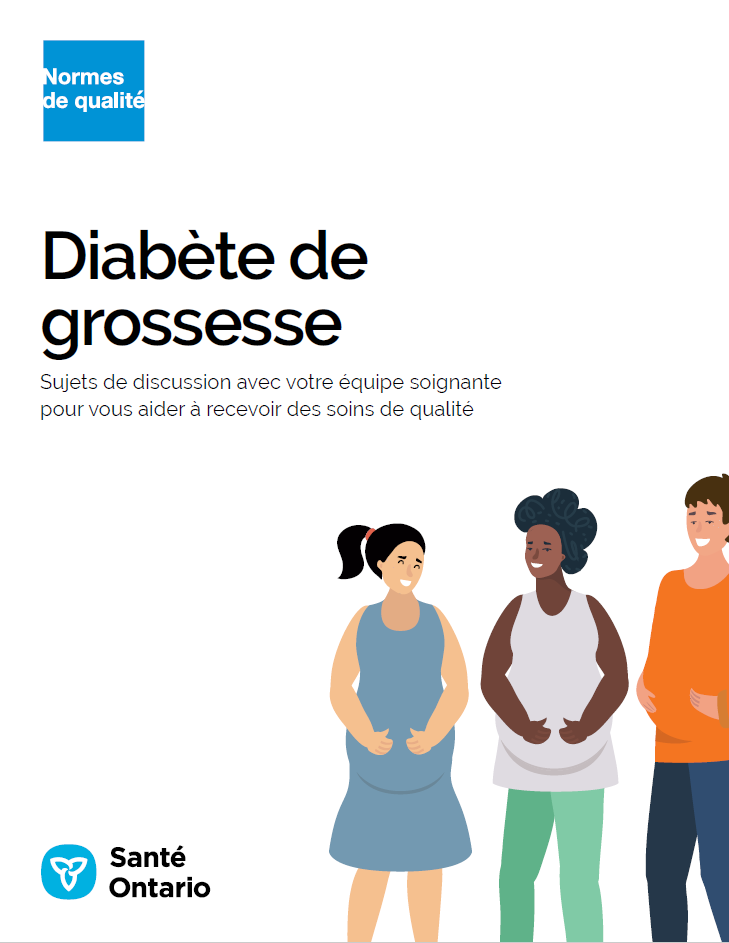 Normes
de qualité
Diabète de
grossesse
Sujets de discussion avec votre équipe soignante
pour vous aider à recevoir des soins de qualité
Santé
Ontario